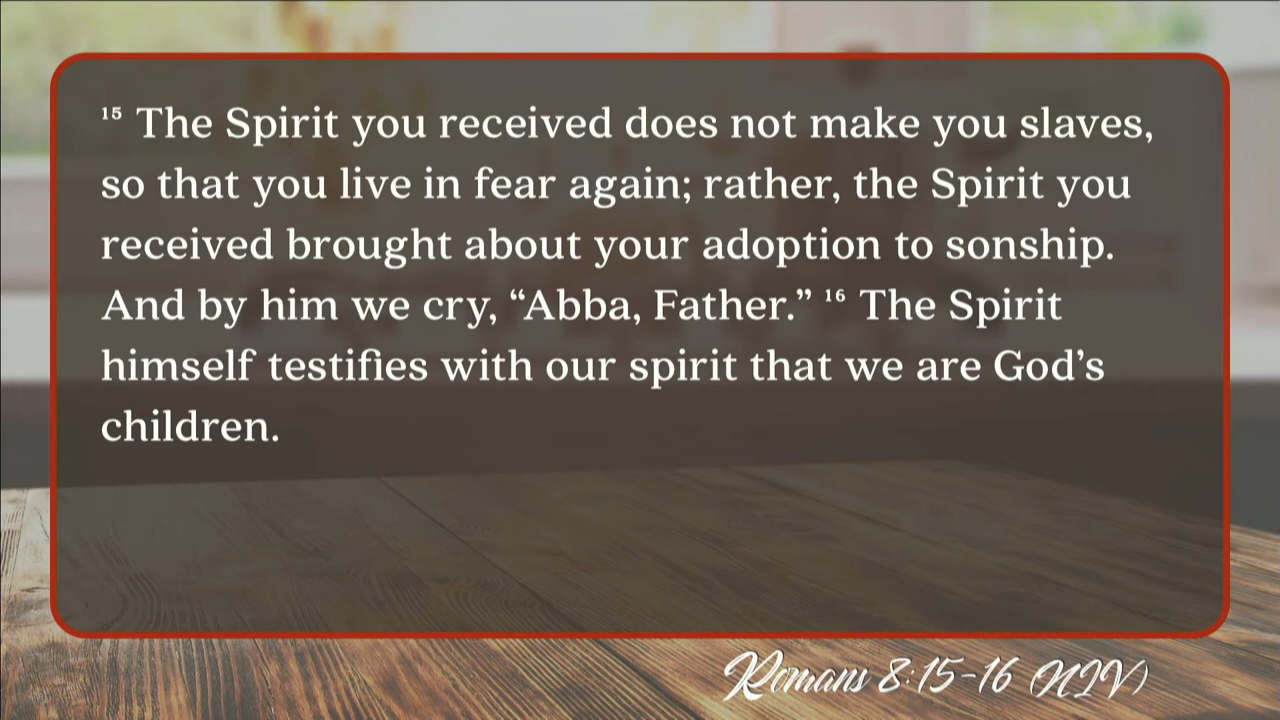 ¹⁵ The Spirit you received does not make you slaves,
so that you live in fear again; rather, the Spirit you
received brought about your adoption to sonship.
And by him we cry, “Abba, Father.” ¹⁶ The Spirit
himself testifies with our spirit that we are God’s
children.
Romans 8:15-16 (NIV)